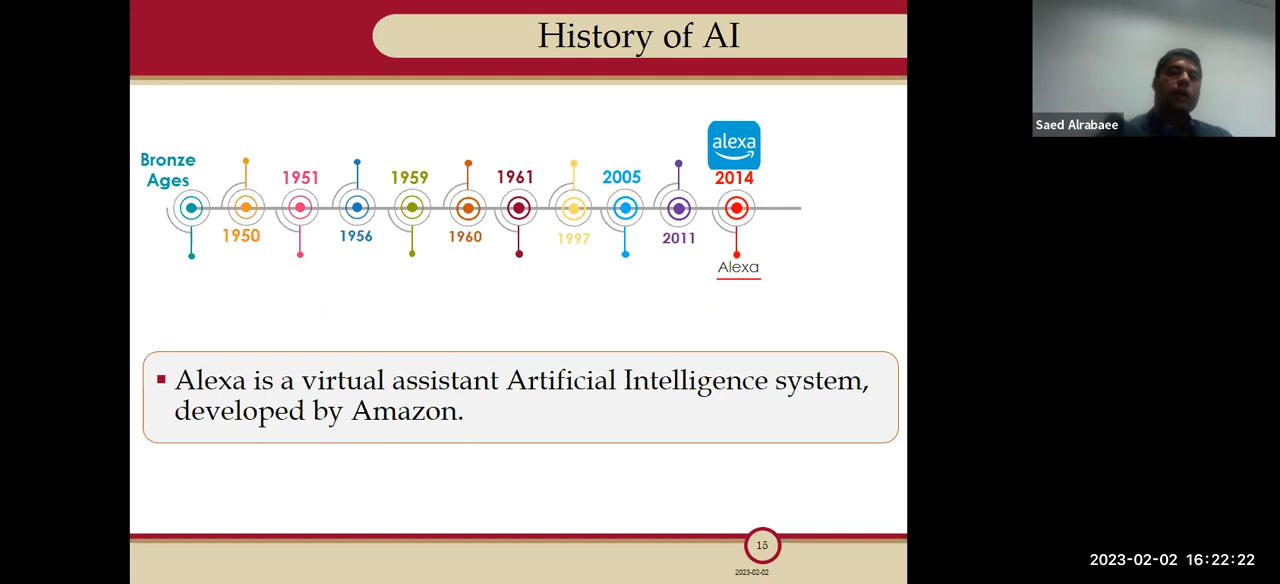 History of AI
Saed Alrabaee
alexa
Bronze
Ages
1951
1959
1961
2005
2014
1950
1956
1960
1997
2011
Alexa
Alexa is a virtual assistant Artificial Intelligence system,
developed by Amazon.
15
2023-02-02
2023-02-02 16:22:22